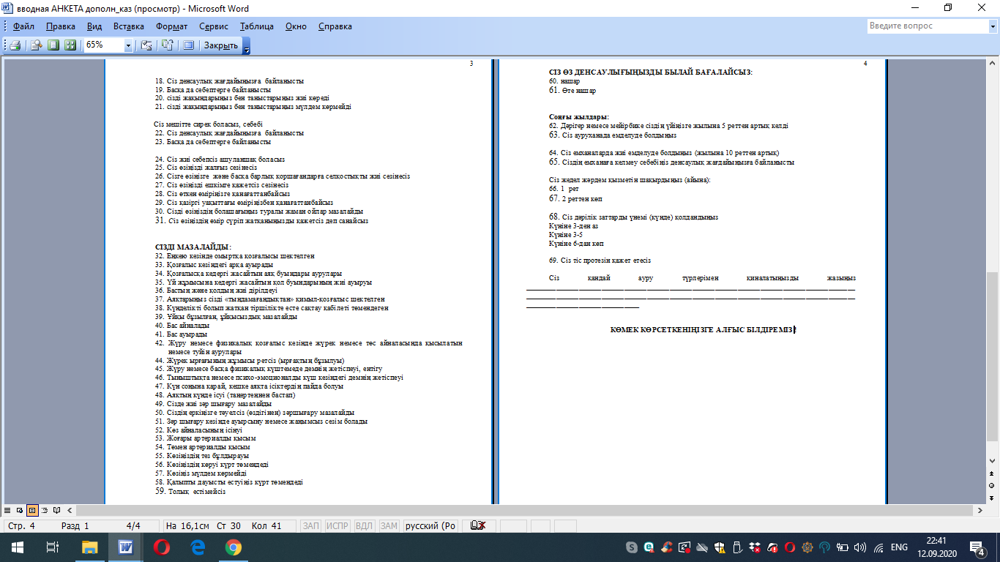 вводная АНКЕТА дополн_каз (просмотр) - Microsoft Word
Файл Правка Вид Вставка Формат Сервис Таблица Окно Справка
Введите вопрос
65% Закрыть
3
18. Сіз денсаулық жағдайыңызға байланысты
19. Басқа да себептерге байланысты
20. сізді жақындарыңыз бен таныстарыңыз жиі көреді
21. сізді жақындарыңыз бен таныстарыңыз мүлдем көрмейді
Сіз мешітте сирек боласыз, себебі
22. Сіз денсаулық жағдайыңызға байланысты
23. Басқа да себептерге байланысты
24. Сіз жиі себепсіз ашуланшақ боласыз
25. Сіз өзіңізді жалғыз сезінесіз
26. Сізге өзіңізге және басқа барлық қоршағандарға селқостықты жиі сезінесіз
27. Сіз өзіңізді ешкімге қажетсіз сезінесіз
28. Сіз өткен өміріңізге қанағаттанбайсыз
29. Сіз қазіргі уақыттағы өміріңізбен қанағаттанбайсыз
30. Сізді өзіңіздің болашағыңыз туралы жаман ойлар мазалайды
31. Сіз өзіңіздің өмір сүріп жатқаныңызды қажетсіз деп санайсыз
СІЗДІ МАЗАЛАЙДЫ:
32. Еңкею кезінде омыртқа қозғалысы шектелген
33. Қозғалыс кезіндегі арқа ауырады
34. Қозғалысқа кедергі жасайтын аяқ буындары аурулары
35. Үй жұмысына кедергі жасайтын қол буындарының жиі ауыруы
36. Бастың және қолдың жиі дірілдеуі
37. Аяқтарыңыз сізді «тыңдамағандықтан» қимыл-қозғалыс шектелген
38. Күнделікті болып жатқан тіршілікте есте сақтау қабілеті төмендеген
39. Ұйқы бұзылған, ұйқысыздық мазалайды
40. Бас айналады
41. Бас ауырады
42. Жүру немесе физикалық қозғалыс кезінде жүрек немесе төс айналасында қысылатын
немесе түйін аурулары
44. Жүрек ырғағының жұмысы ретсіз (ырғақтың бұзылуы)
45. Жүру немесе басқа физикалық күштемеде демнің жетіспеуі, ентігу
46. Тыныштықта немесе психо-эмоционалды күш кезіндегі демнің жетіспеуі
47. Күн соңына қарай, кешке аяқта ісіктердің пайда болуы
48. Аяқтың күнде ісуі (таңертеңнен бастап)
49. Сізде жиі зәр шығару мазалайды
50. Сіздің еркіңізге тәуелсіз (өздігінен) зәршығару мазалайды
51. Зәр шығару кезінде ауырсыну немесе жағымсыз сезім болады
52. Көз айналасының ісінуі
53. Жоғары артериалды қысым
54. Төмен артериалды қысым
55. Көзіңіздің тез бұлдырауы
56. Көзіңіздің көруі күрт төмендеді
57. Көзіңіз мүлдем көрмейді
58. Қалыпты дауысты естуіңіз күрт төмендеді
59. Толық естімейсіз
4
СІЗ ӨЗ ДЕНСАУЛЫҒЫҢЫЗДЫ БЫЛАЙ БАҒАЛАЙСЫЗ:
60. нашар
61. Өте нашар
Соңғы жылдары:
62. Дәрігер немесе мейірбике сіздің үйіңізге жылына 5 реттен артық келді
63. Сіз ауруханада емделуде болдыңыз
64. Сіз емханаларда жиі емделуде болдыңыз (жылына 10 реттен артық)
65. Сіздің емханаға келмеу себебіңіз денсаулық жағдайыңызға байланысты
Сіз жедел жәрдем қызметін шақырдыңыз (айына):
66. 1 рет
67. 2 реттен көп
68. Сіз дәрілік заттарды үнемі (күнде) қолдандыңыз
Күніне 3-ден аз
Күніне 3-5
Күніне 6-дан көп
69. Сіз тіс протезін қажет етесіз
Сіз қандай ауру түрлерімен қиналатыңызды жазыңыз
КӨМЕК КӨРСЕТКЕНІҢІЗГЕ АЛҒЫС БІЛДІРЕМІЗ!
Стр. 4 Разд 1 4/4 На 16,1см Ст 30 Кол 41 ЗАП ИСПР ВДЛ ЗАМ русский (Ро
ENG
22:41
12.09.2020
4